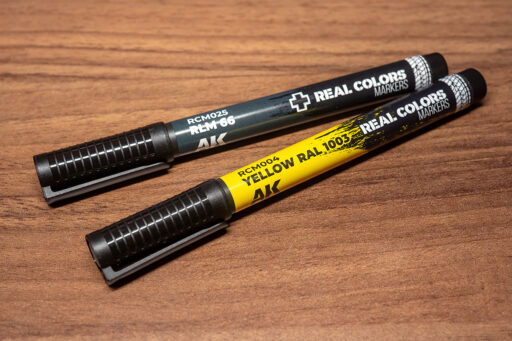 RCM025
RLM 66
AK
REAL COLORS
MARKERS
RCM004
YELLOW RAL 1003
AK
REAL COLORS
MARKERS